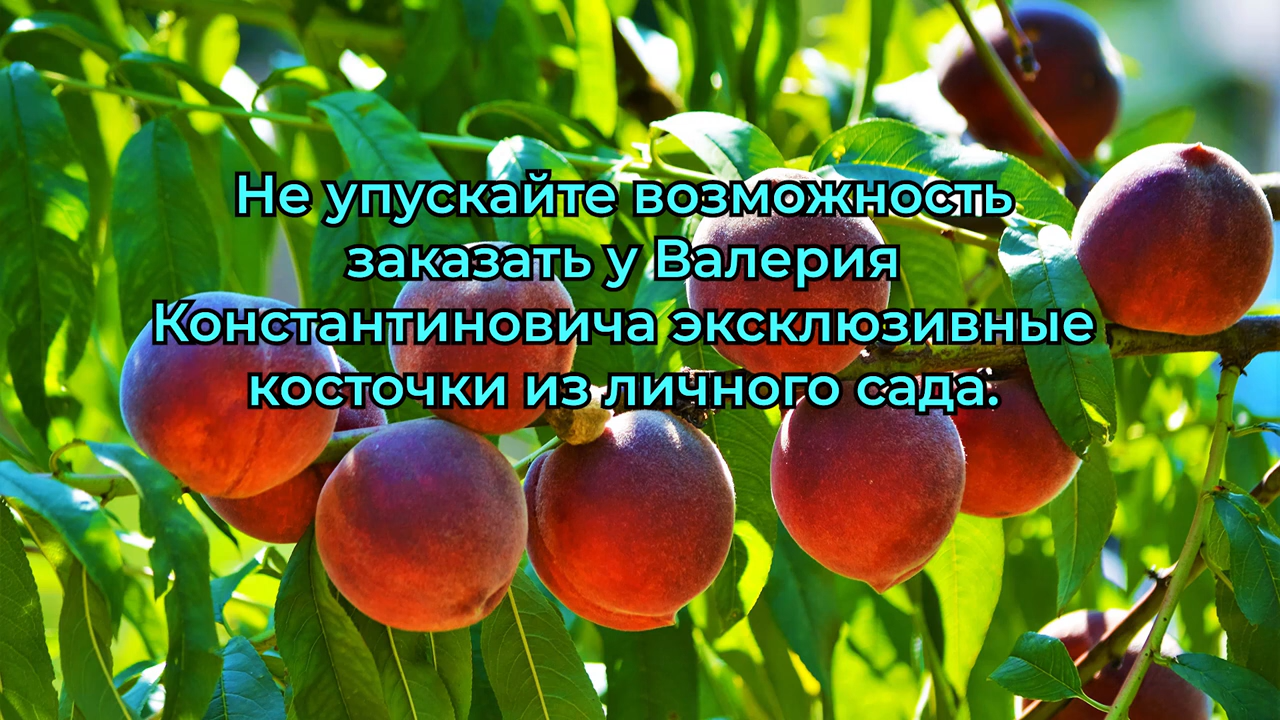 Не упускайте возможность
заказать у Валерия
Константиновича эксклюзивные
косточки из личного сада.